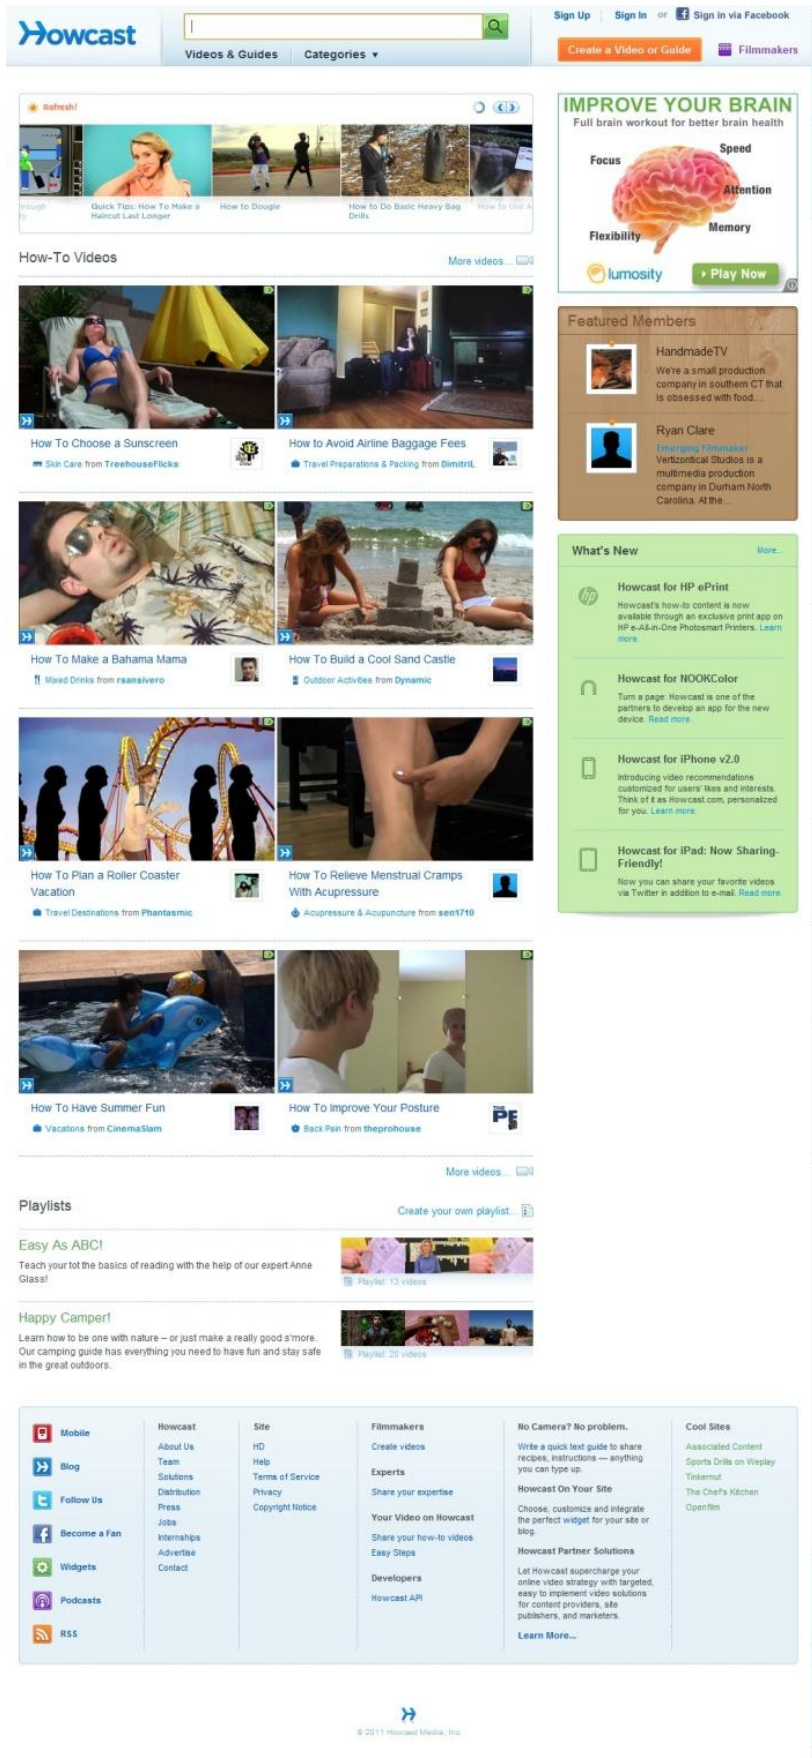 Howcast
Sign Up
Sign In or
Sign in via Facebook
Videos & Guides
Categories
Create a Video or Guide
Filmmakers
Refresh!
Quick Tips: How To Make a
Haircut Last Longer
How to Dougie
How to Do Basic Heavy Bag
Drills
How to Use A
IMPROVE YOUR BRAIN
Full brain workout for better brain health
Speed
Focus
Attention
Memory
Flexibility
lumosity
Play Now
How-To Videos
More videos...
How To Choose a Sunscreen
Skin Care from TreehouseFlicks
How to Avoid Airline Baggage Fees
Travel Preparations & Packing from DimitriL
How To Make a Bahama Mama
Mixed Drinks from rsansivero
How To Build a Cool Sand Castle
Outdoor Activities from Dynamic
How To Plan a Roller Coaster
Vacation
Travel Destinations from Phantasmic
How To Relieve Menstrual Cramps
With Acupressure
Acupressure & Acupuncture from sen1710
How To Have Summer Fun
Vacations from CinemaSlam
How To Improve Your Posture
Back Pain from theprohouse
More videos...
Featured Members
HandmadeTV
We're a small production
company in southern CT that
is obsessed with food....
Ryan Clare
Emerging Filmmaker
Vertizontical Studios is a
multimedia production
company in Durham North
Carolina. At the...
What's New
More...
Howcast for HP ePrint
Howcast's how-to content is now
available through an exclusive print app on
HP e-All-in-One Photosmart Printers. Learn
more.
Howcast for NOOKColor
Turn a page: Howcast is one of the
partners to develop an app for the new
device. Read more.
Howcast for iPhone v2.0
Introducing video recommendations
customized for users' likes and interests.
Think of it as Howcast.com, personalized
for you. Learn more.
Howcast for iPad: Now Sharing-
Friendly!
Now you can share your favorite videos
via Twitter in addition to e-mail. Read more.
Playlists
Create your own playlist...
Easy As ABC!
Teach your tot the basics of reading with the help of our expert Anne
Glass!
Playlist: 13 videos
Happy Camper!
Learn how to be one with nature – or just make a really good s'more.
Our camping guide has everything you need to have fun and stay safe
in the great outdoors.
Playlist: 20 videos
Mobile
Blog
Follow Us
Become a Fan
Widgets
Podcasts
RSS
Howcast
About Us
Team
Solutions
Distribution
Press
Jobs
Internships
Advertise
Contact
Site
HD
Help
Terms of Service
Privacy
Copyright Notice
Filmmakers
Create videos
Experts
Share your expertise
Your Video on Howcast
Share your how-to videos
Easy Steps
Developers
Howcast API
No Camera? No problem.
Write a quick text guide to share
recipes, instructions — anything
you can type up.
Howcast On Your Site
Choose, customize and integrate
the perfect widget for your site or
blog.
Howcast Partner Solutions
Let Howcast supercharge your
online video strategy with targeted,
easy to implement video solutions
for content providers, site
publishers, and marketers.
Learn More...
Cool Sites
Associated Content
Sports Drills on Weplay
Tinkernut
The Chef's Kitchen
Openfilm
© 2011 Howcast Media, Inc